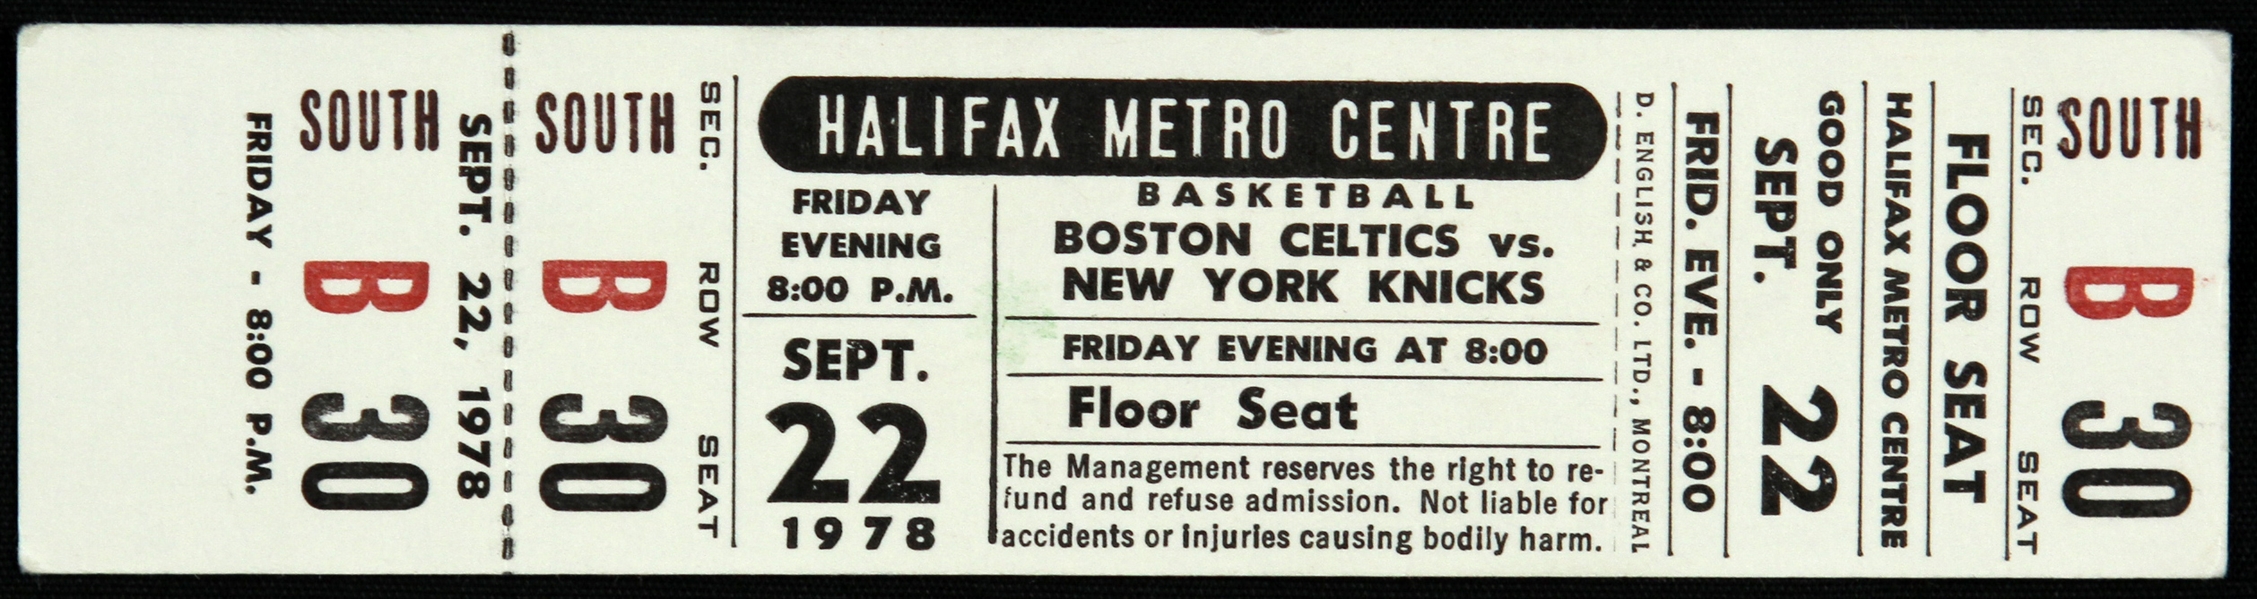 FRIDAY - 8:00 P.M.
SOUTH B 30
SEPT. 22, 1978
SOUTH B 30
SEC. ROW SEAT
HALIFAX METRO CENTRE
FRIDAY
EVENING
8:00 P.M.
SEPT.
22
1978
BASKETBALL
BOSTON CELTICS vs.
NEW YORK KNICKS
FRIDAY EVENING AT 8:00
Floor Seat
The Management reserves the right to re-
fund and refuse admission. Not liable for
accidents or injuries causing bodily harm.
D. ENGLISH & CO. LTD., MONTREAL
FRID. EVE. - 8:00
SEPT. 22
GOOD ONLY
HALIFAX METRO CENTRE
FLOOR SEAT
SEC. ROW SEAT
SOUTH B 30